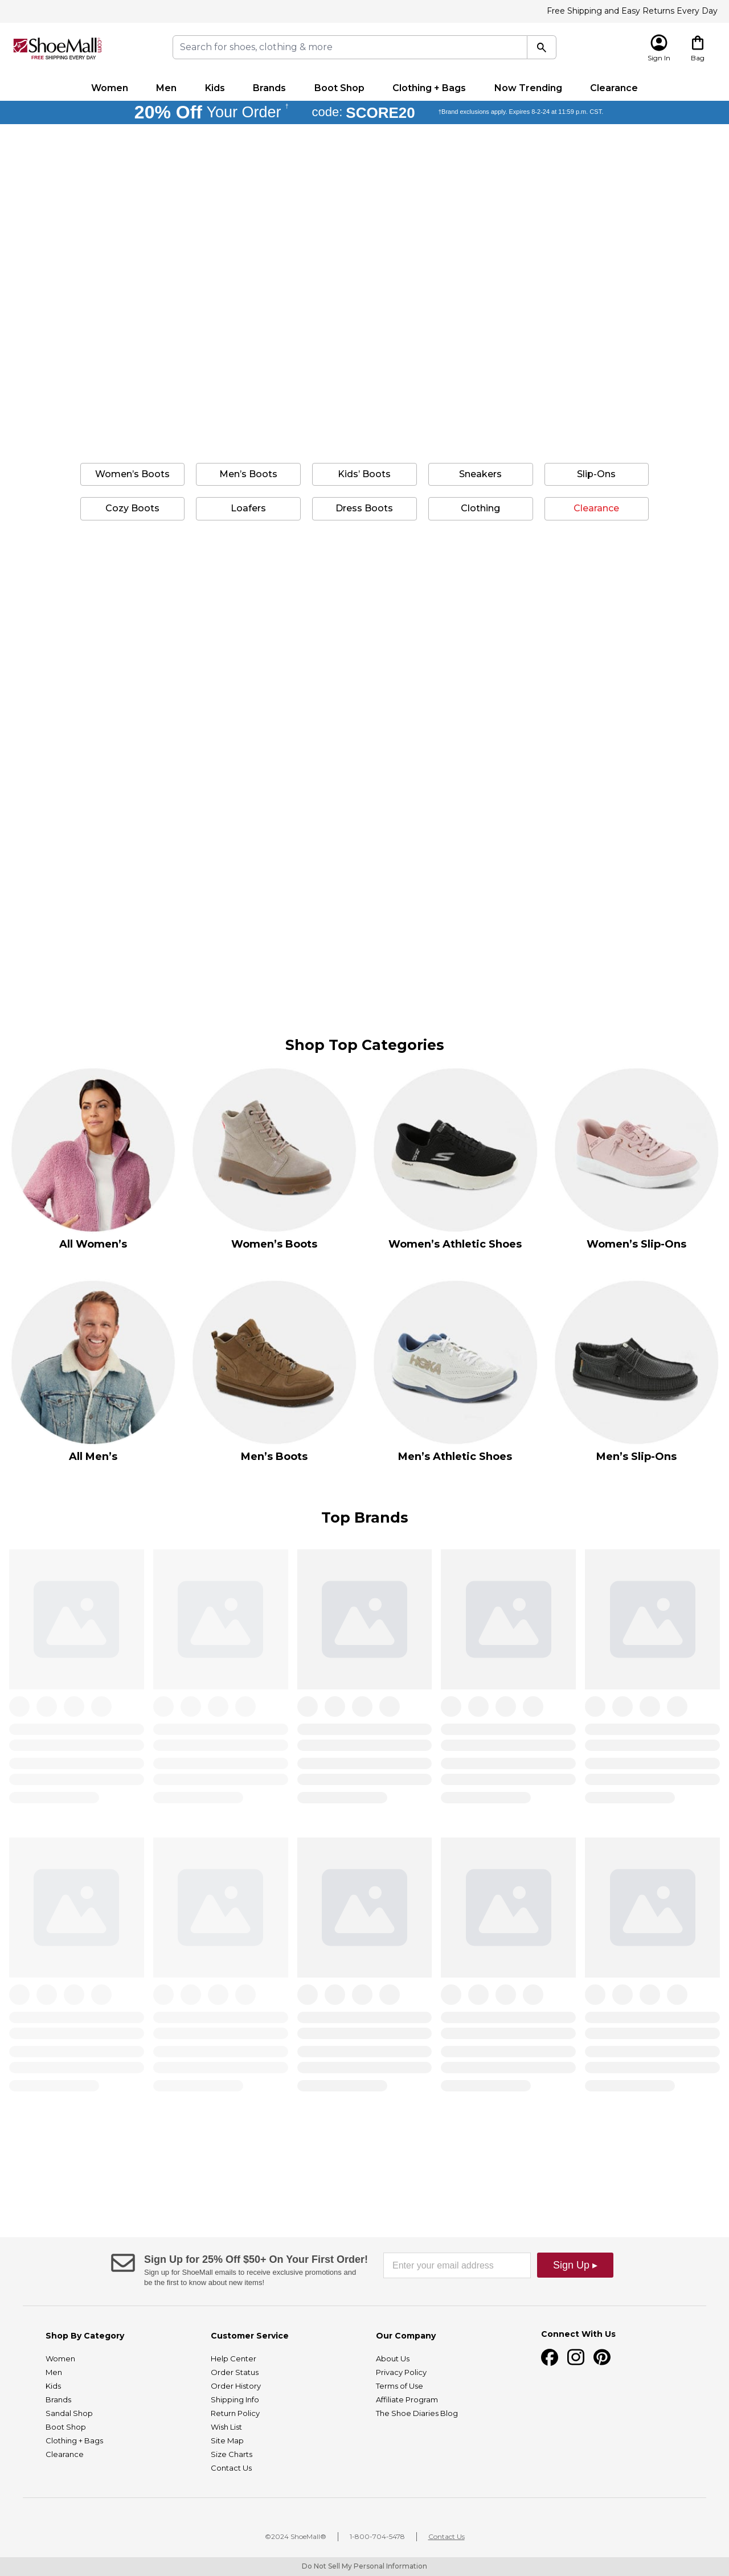 Free Shipping and Easy Returns Every Day
ShoeMall
FREE SHIPPING EVERY DAY
Search for shoes, clothing & more
Sign In
Bag
Women Men Kids Brands Boot Shop Clothing + Bags Now Trending Clearance
20% Off Your Order † code: SCORE20 †Brand exclusions apply. Expires 8-2-24 at 11:59 p.m. CST.
Women’s Boots Men’s Boots Kids’ Boots Sneakers Slip-Ons
Cozy Boots Loafers Dress Boots Clothing Clearance
Shop Top Categories
All Women’s Women’s Boots Women’s Athletic Shoes Women’s Slip-Ons
HOKA
All Men’s Men’s Boots Men’s Athletic Shoes Men’s Slip-Ons
Top Brands
Sign Up for 25% Off $50+ On Your First Order!
Sign up for ShoeMall emails to receive exclusive promotions and
be the first to know about new items!
Enter your email address
Sign Up ▸
Shop By Category
Women
Men
Kids
Brands
Sandal Shop
Boot Shop
Clothing + Bags
Clearance
Customer Service
Help Center
Order Status
Order History
Shipping Info
Return Policy
Wish List
Site Map
Size Charts
Contact Us
Our Company
About Us
Privacy Policy
Terms of Use
Affiliate Program
The Shoe Diaries Blog
Connect With Us
©2024 ShoeMall® 1-800-704-5478 Contact Us
Do Not Sell My Personal Information